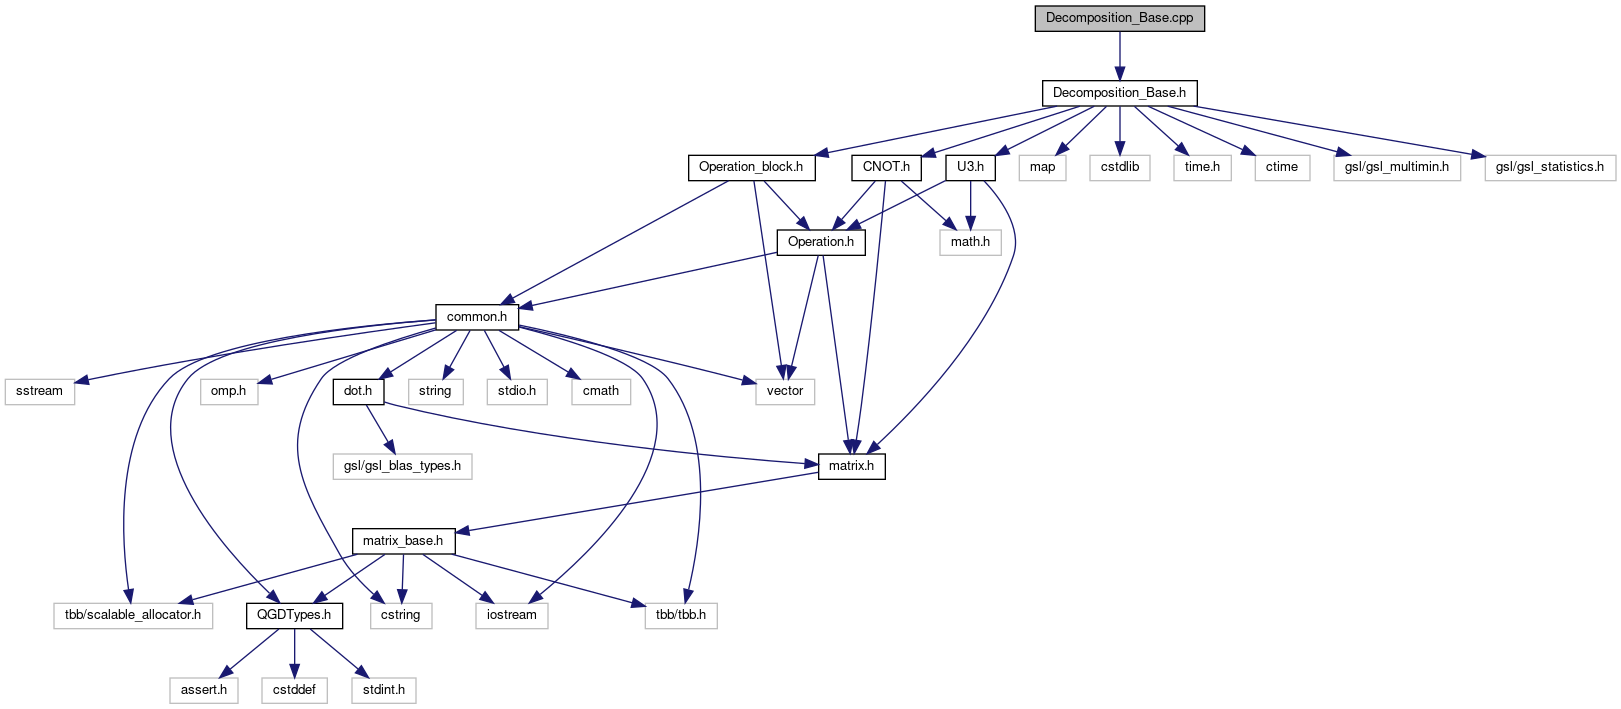 Decomposition_Base.cpp
Decomposition_Base.h
Operation_block.h
CNOT.h
U3.h
map
cstdlib
time.h
ctime
gsl/gsl_multimin.h
gsl/gsl_statistics.h
Operation.h
math.h
common.h
sstream
omp.h
dot.h
string
stdio.h
cmath
vector
gsl/gsl_blas_types.h
matrix.h
matrix_base.h
tbb/scalable_allocator.h
QGDTypes.h
cstring
iostream
tbb/tbb.h
assert.h
cstddef
stdint.h